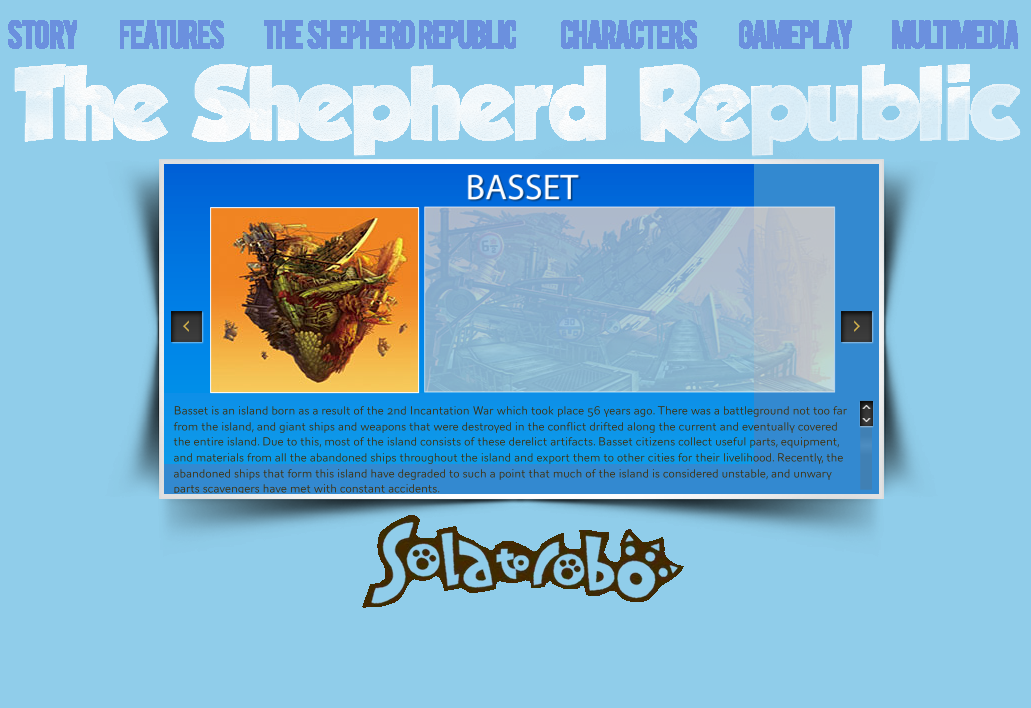 STORY FEATURES THE SHEPHERD REPUBLIC CHARACTERS GAMEPLAY MULTIMEDIA
The Shepherd Republic
BASSET
Basset is an island born as a result of the 2nd Incantation War which took place 56 years ago. There was a battleground not too far
from the island, and giant ships and weapons that were destroyed in the conflict drifted along the current and eventually covered
the entire island. Due to this, most of the island consists of these derelict artifacts. Basset citizens collect useful parts, equipment,
and materials from all the abandoned ships throughout the island and export them to other cities for their livelihood. Recently, the
abandoned ships that form this island have degraded to such a point that much of the island is considered unstable, and unwary
parts scavengers have met with constant accidents.
Solatorobo